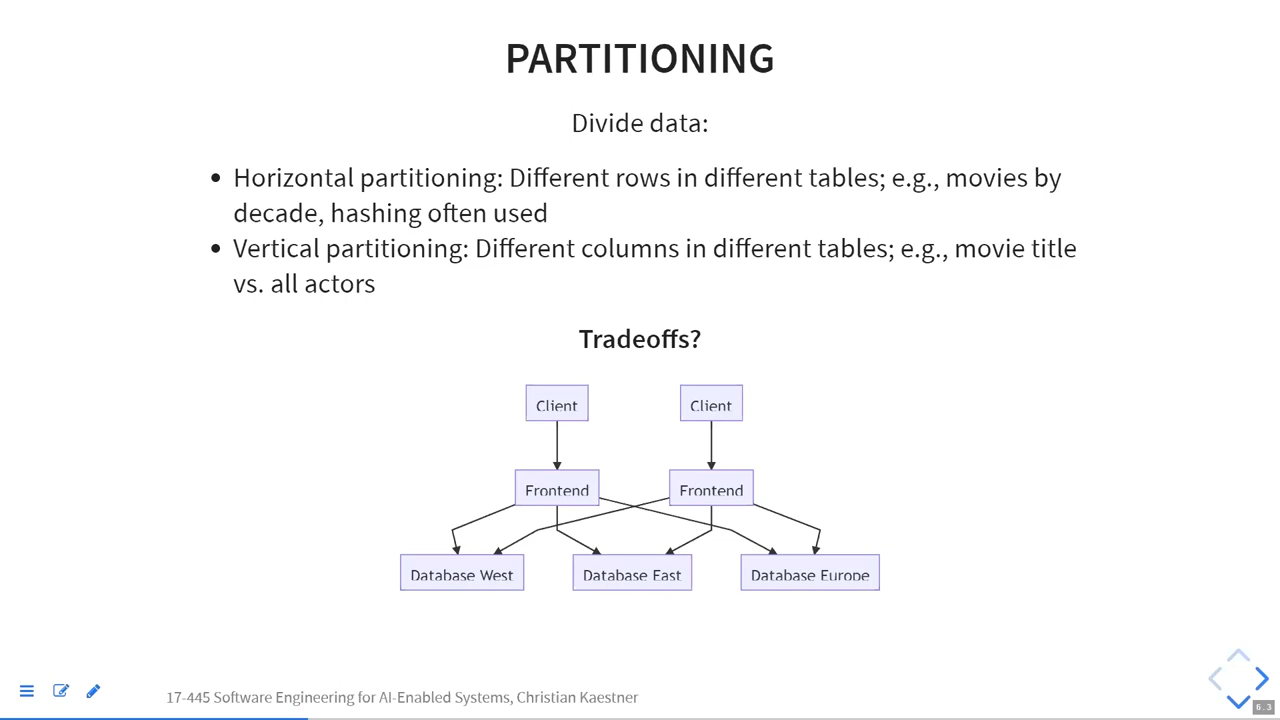 PARTITIONING
Divide data:
• Horizontal partitioning: Different rows in different tables; e.g., movies by
decade, hashing often used
• Vertical partitioning: Different columns in different tables; e.g., movie title
vs. all actors
Tradeoffs?
Client Client
Frontend Frontend
Database West Database East Database Europe
17-445 Software Engineering for AI-Enabled Systems, Christian Kaestner
6.3